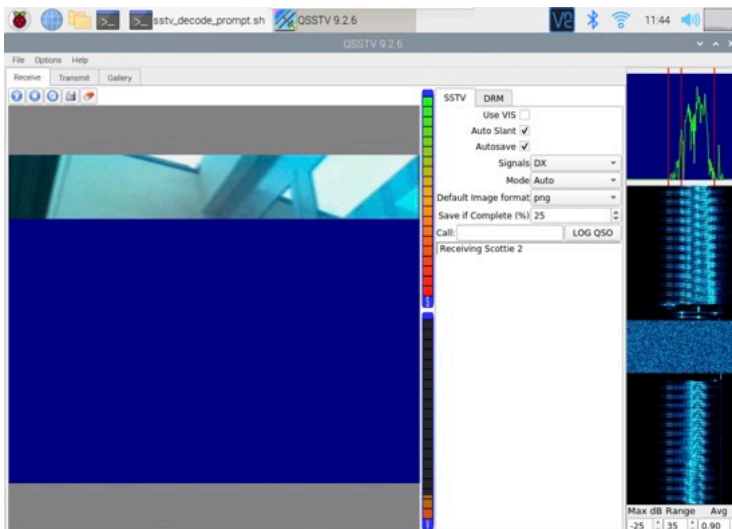 sstv_decode_prompt.sh QSSTV 9.2.6 11:44
QSSTV 9.2.6
File Options Help
Receive Transmit Gallery
SSTV DRM
Use VIS
Auto Slant
Autosave
Signals DX
Mode Auto
Default Image format png
Save if Complete (%) 25
Call: LOG QSO
Receiving Scottie 2
S
Max dB Range Avg
-25 35 0.90